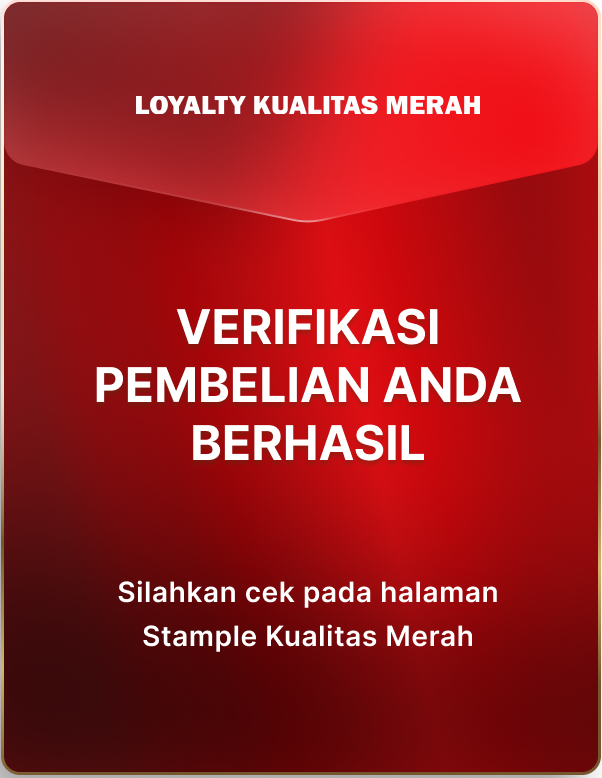 LOYALTY KUALITAS MERAH
VERIFIKASI
PEMBELIAN ANDA
BERHASIL
Silahkan cek pada halaman
Stample Kualitas Merah